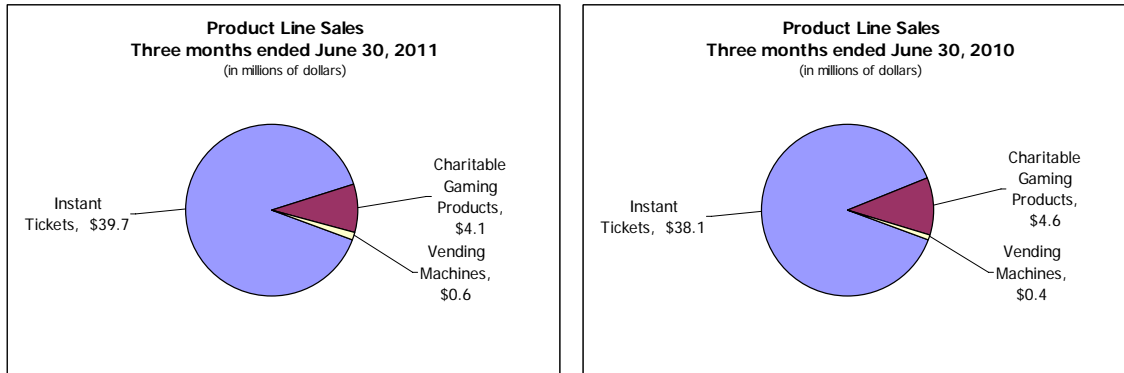 Product Line Sales
Three months ended June 30, 2011
(in millions of dollars)
Instant
Tickets, $39.7
Charitable
Gaming
Products,
$4.1
Vending
Machines,
$0.6
Product Line Sales
Three months ended June 30, 2010
(in millions of dollars)
Instant
Tickets, $38.1
Charitable
Gaming
Products,
$4.6
Vending
Machines,
$0.4